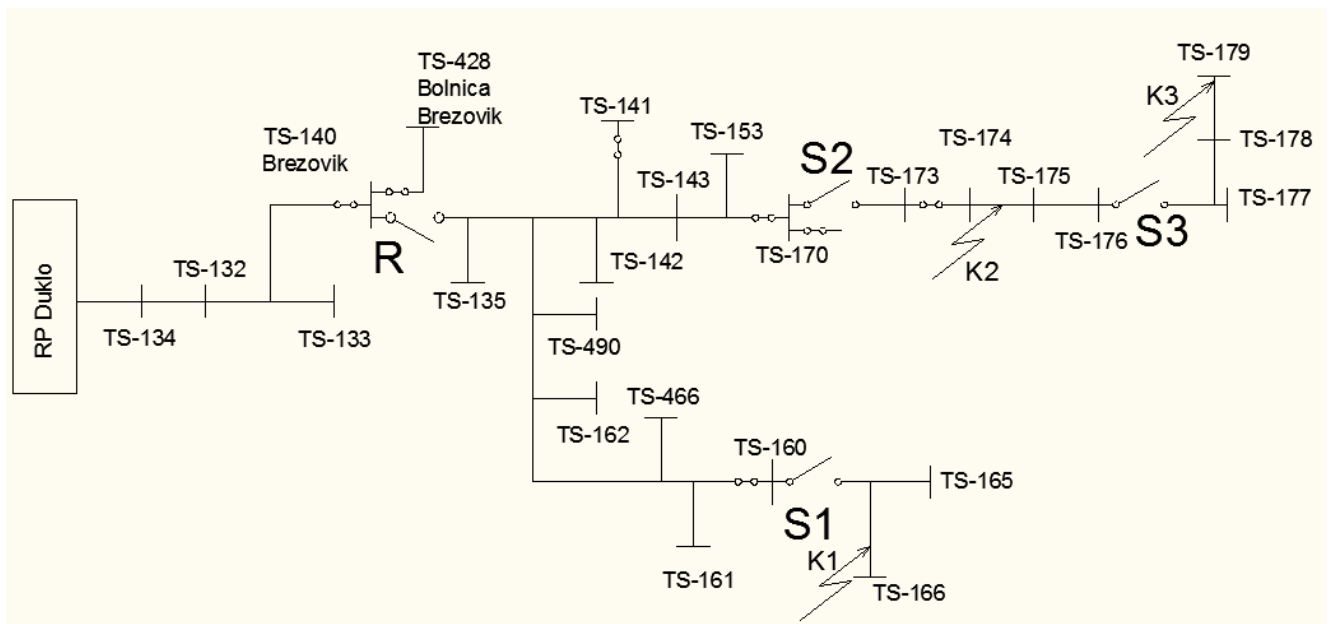 TS-428
Bolnica
Brezovik
TS-179
K3
TS-141
TS-153
TS-140
Brezovik
S2
TS-174
TS-178
TS-143
TS-173
TS-175
TS-177
R
TS-142
TS-170
TS-176
S3
K2
TS-132
TS-135
RP Duklo
TS-134
TS-133
TS-490
TS-466
TS-162
TS-160
TS-165
S1
K1
TS-161
TS-166